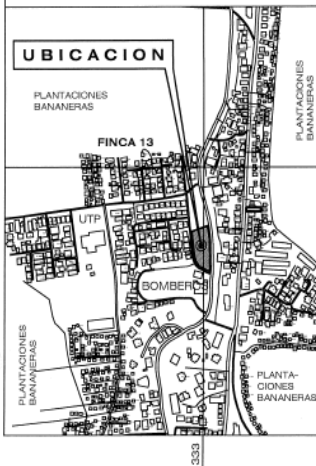 UBICACION
PLANTACIONES
BANANERAS
PLANTACIONES
BANANERAS
FINCA 13
UTP
BOMBEROS
PLANTACIONES
BANANERAS
PLANTA-
CIONES
BANANERAS
333